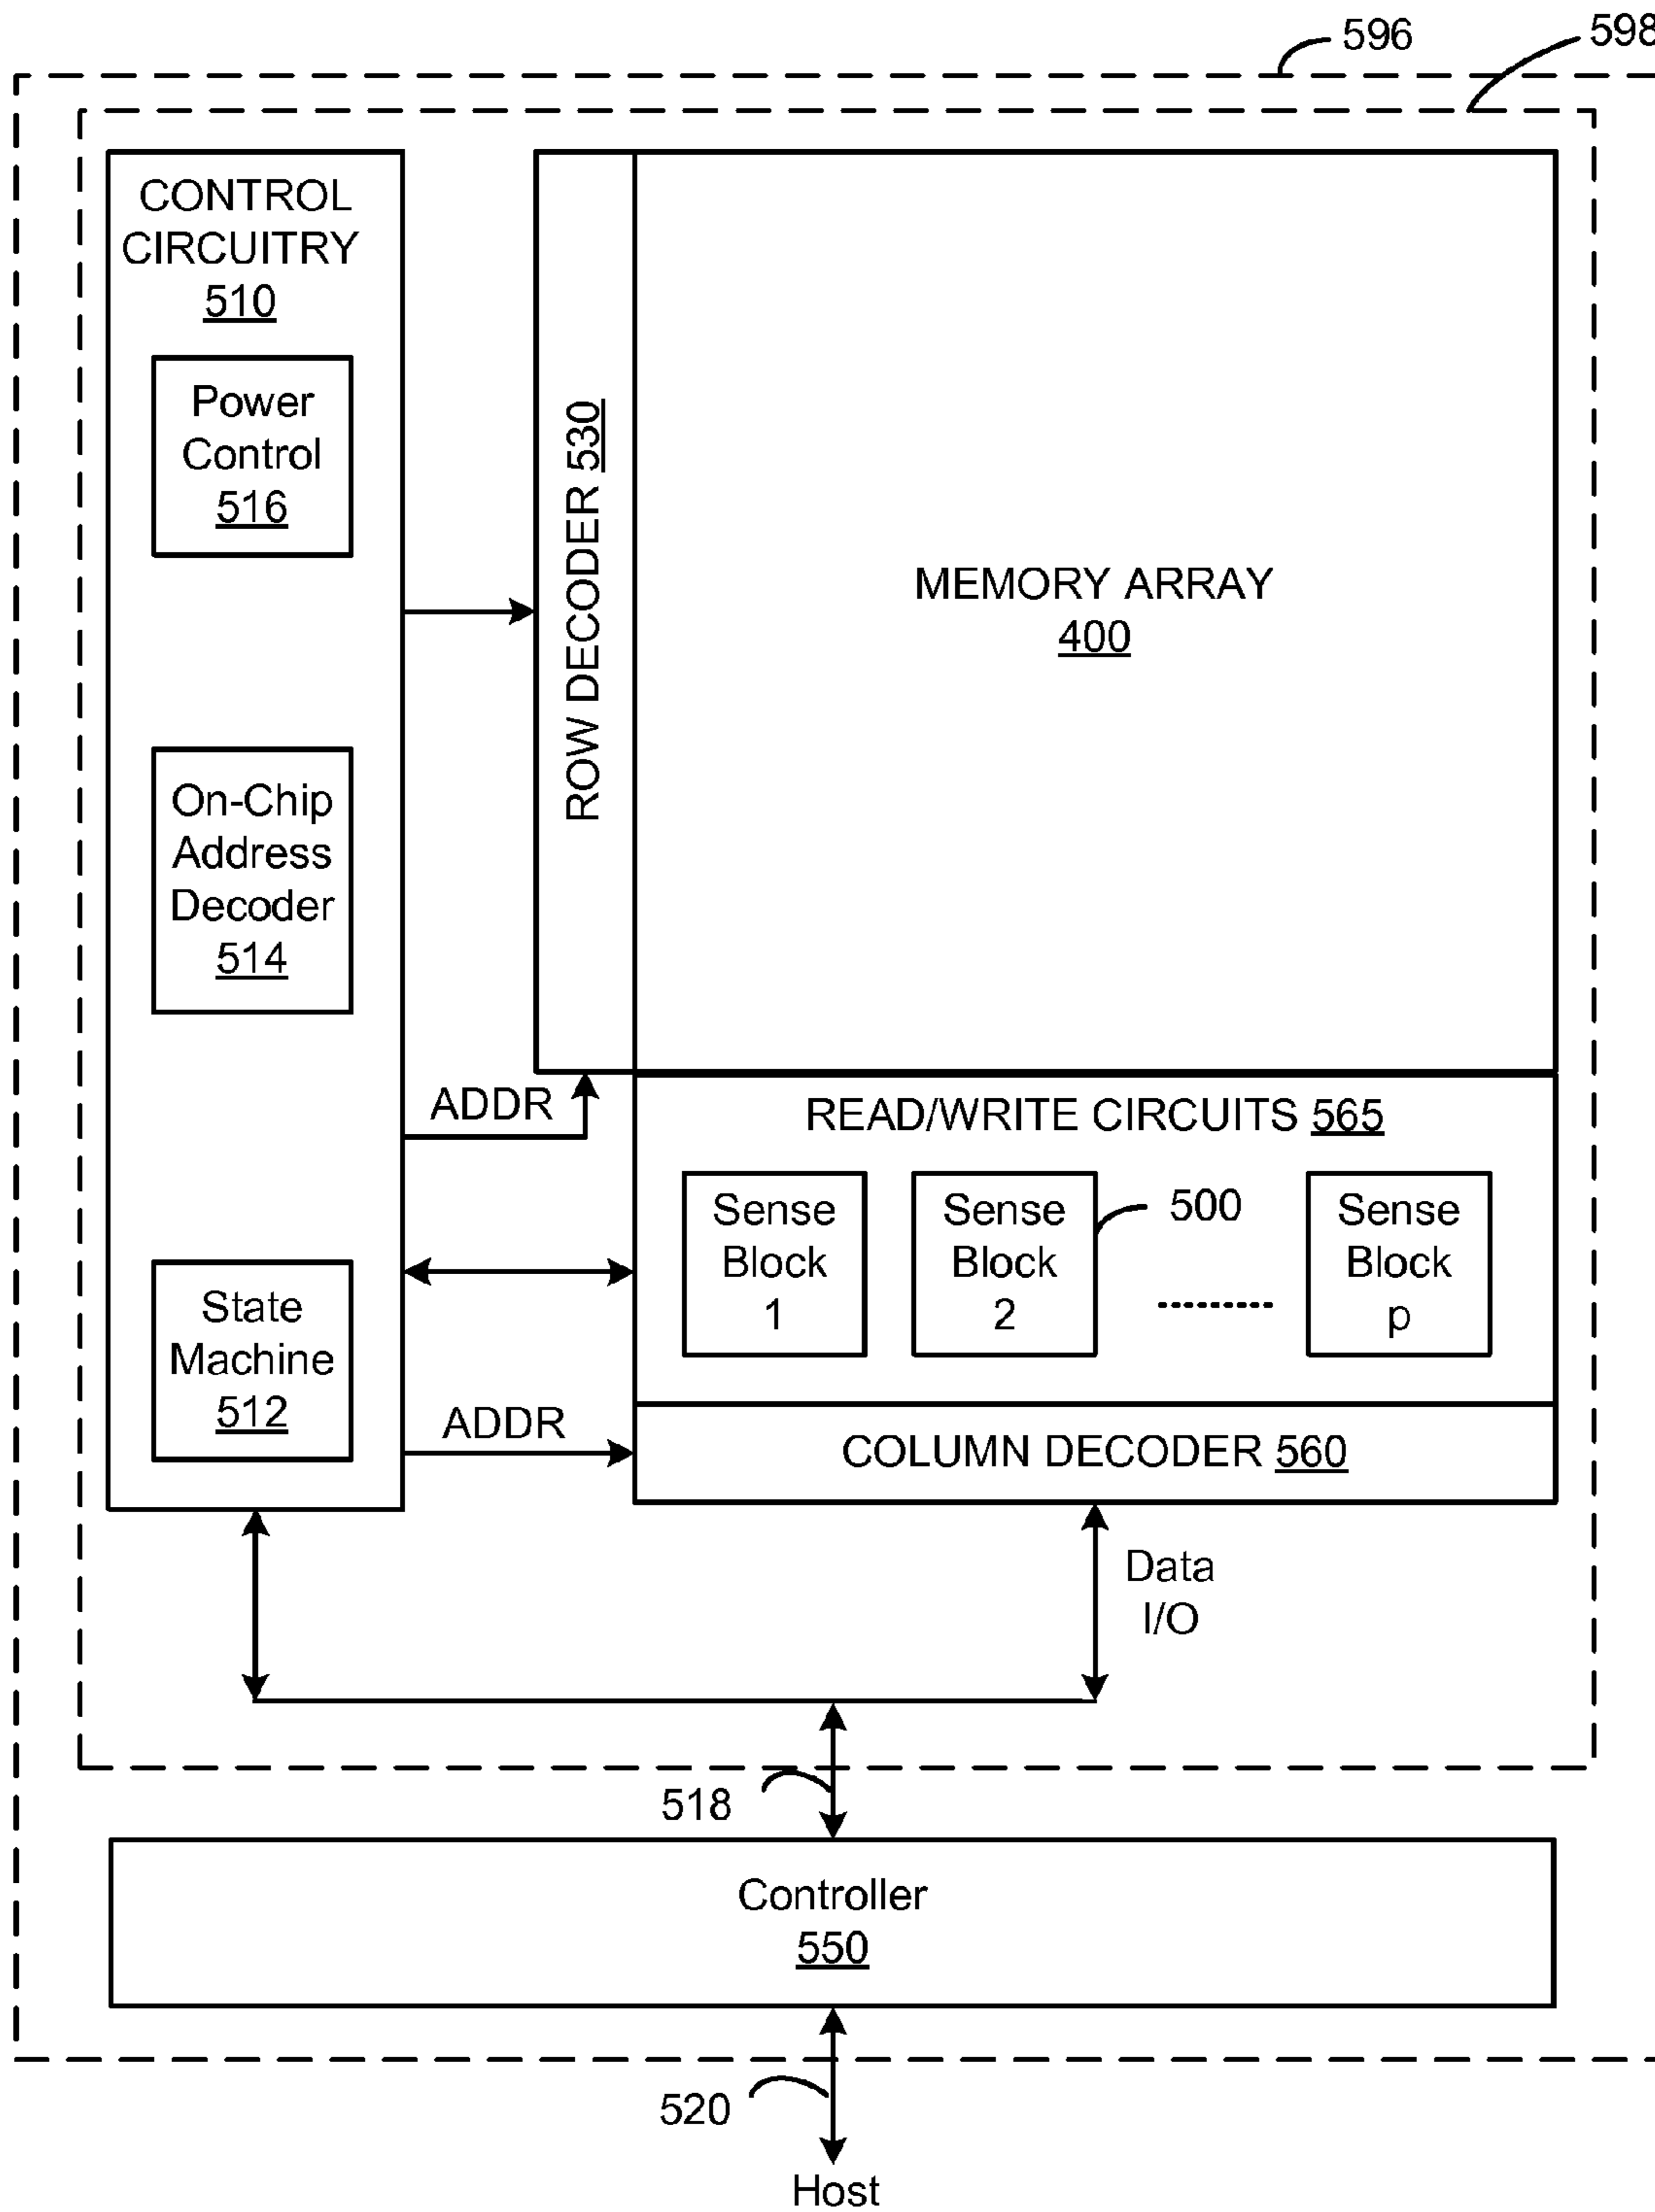 596
598
CONTROL
CIRCUITRY
510
Power
Control
516
On-Chip
Address
Decoder
514
State
Machine
512
ROW DECODER 530
MEMORY ARRAY
400
ADDR
READ/WRITE CIRCUITS 565
Sense
Block
1
Sense
Block
2
500
Sense
Block
p
ADDR
COLUMN DECODER 560
Data
I/O
518
Controller
550
520
Host